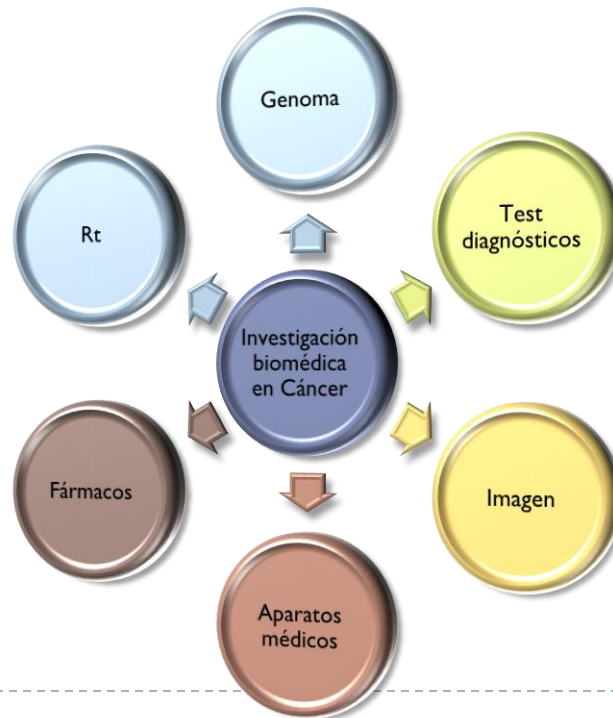 Genoma
Test
diagnósticos
Rt
Investigación
biomédica
en Cáncer
Fármacos
Imagen
Aparatos
médicos